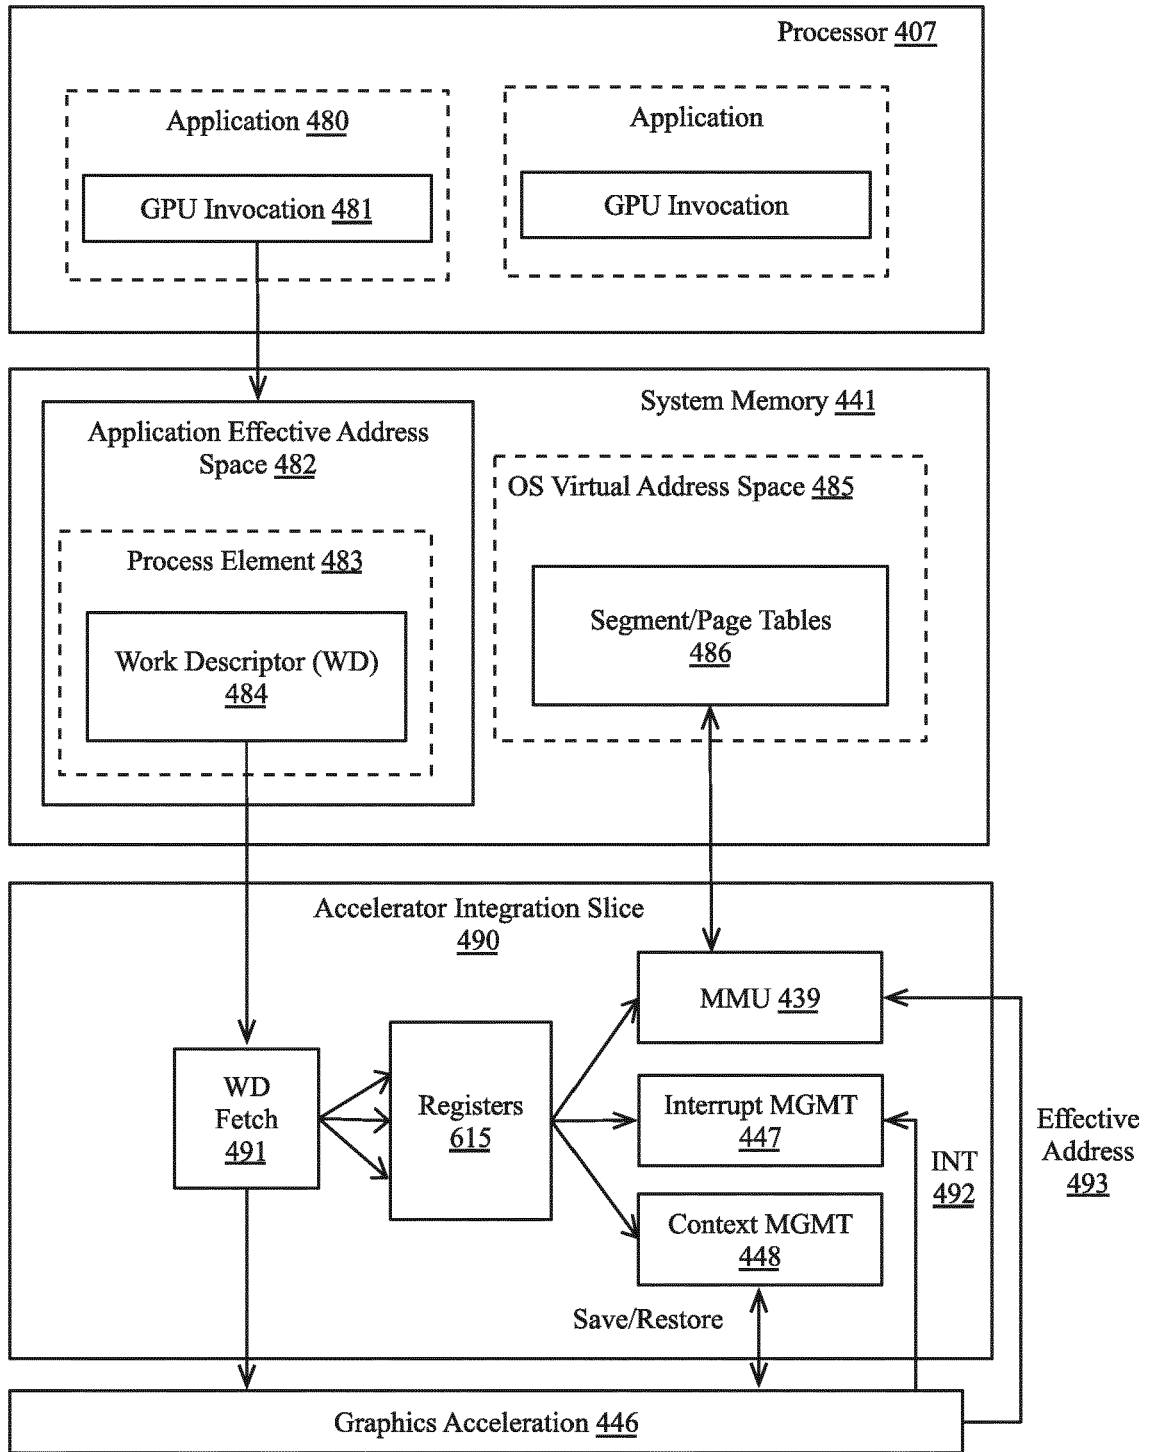 Processor 407
Application 480
Application
GPU Invocation 481
GPU Invocation
System Memory 441
Application Effective Address
Space 482
OS Virtual Address Space 485
Process Element 483
Segment/Page Tables
486
Work Descriptor (WD)
484
Accelerator Integration Slice
490
MMU 439
WD
Fetch
491
Registers
615
Interrupt MGMT
447
Effective
Address
493
INT
492
Context MGMT
448
Save/Restore
Graphics Acceleration 446